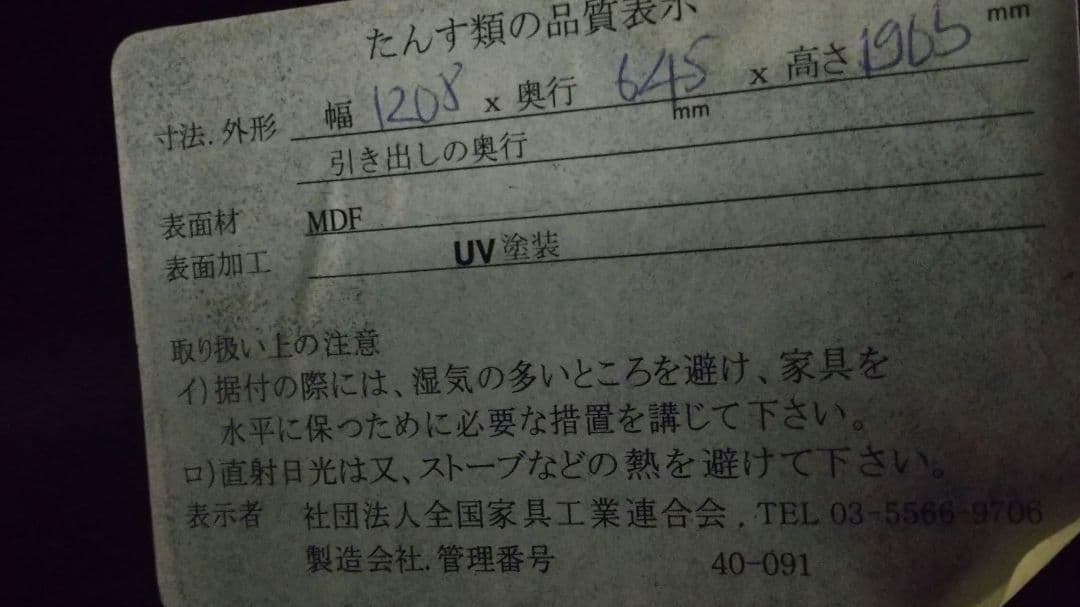 たんす類の品質表示
寸法.外形 幅 1208 x 奥行 645 mm x 高さ 1965 mm
引き出しの奥行
表面材 MDF
表面加工 UV塗装
取り扱い上の注意
イ)据付の際には、湿気の多いところを避け、家具を
水平に保つために必要な措置を講じて下さい。
ロ)直射日光は又、ストーブなどの熱を避けて下さい。
表示者 社団法人全国家具工業連合会. TEL 03-5566-9706
製造会社.管理番号 40-091